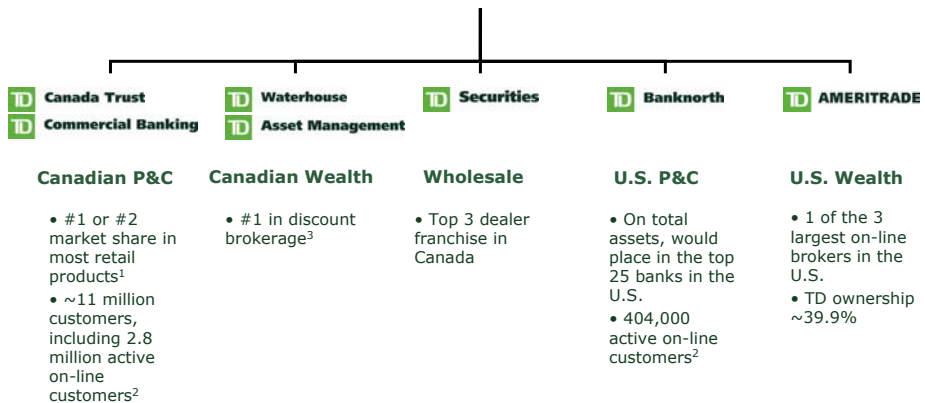 TD Canada Trust
TD Commercial Banking
TD Waterhouse
TD Asset Management
TD Securities
TD Banknorth
TD AMERITRADE
Canadian P&C
• #1 or #2
market share in
most retail
products¹
• ~11 million
customers,
including 2.8
million active
on-line
customers²
Canadian Wealth
• #1 in discount
brokerage³
Wholesale
• Top 3 dealer
franchise in
Canada
U.S. P&C
• On total
assets, would
place in the top
25 banks in the
U.S.
• 404,000
active on-line
customers²
U.S. Wealth
• 1 of the 3
largest on-line
brokers in the
U.S.
• TD ownership
~39.9%